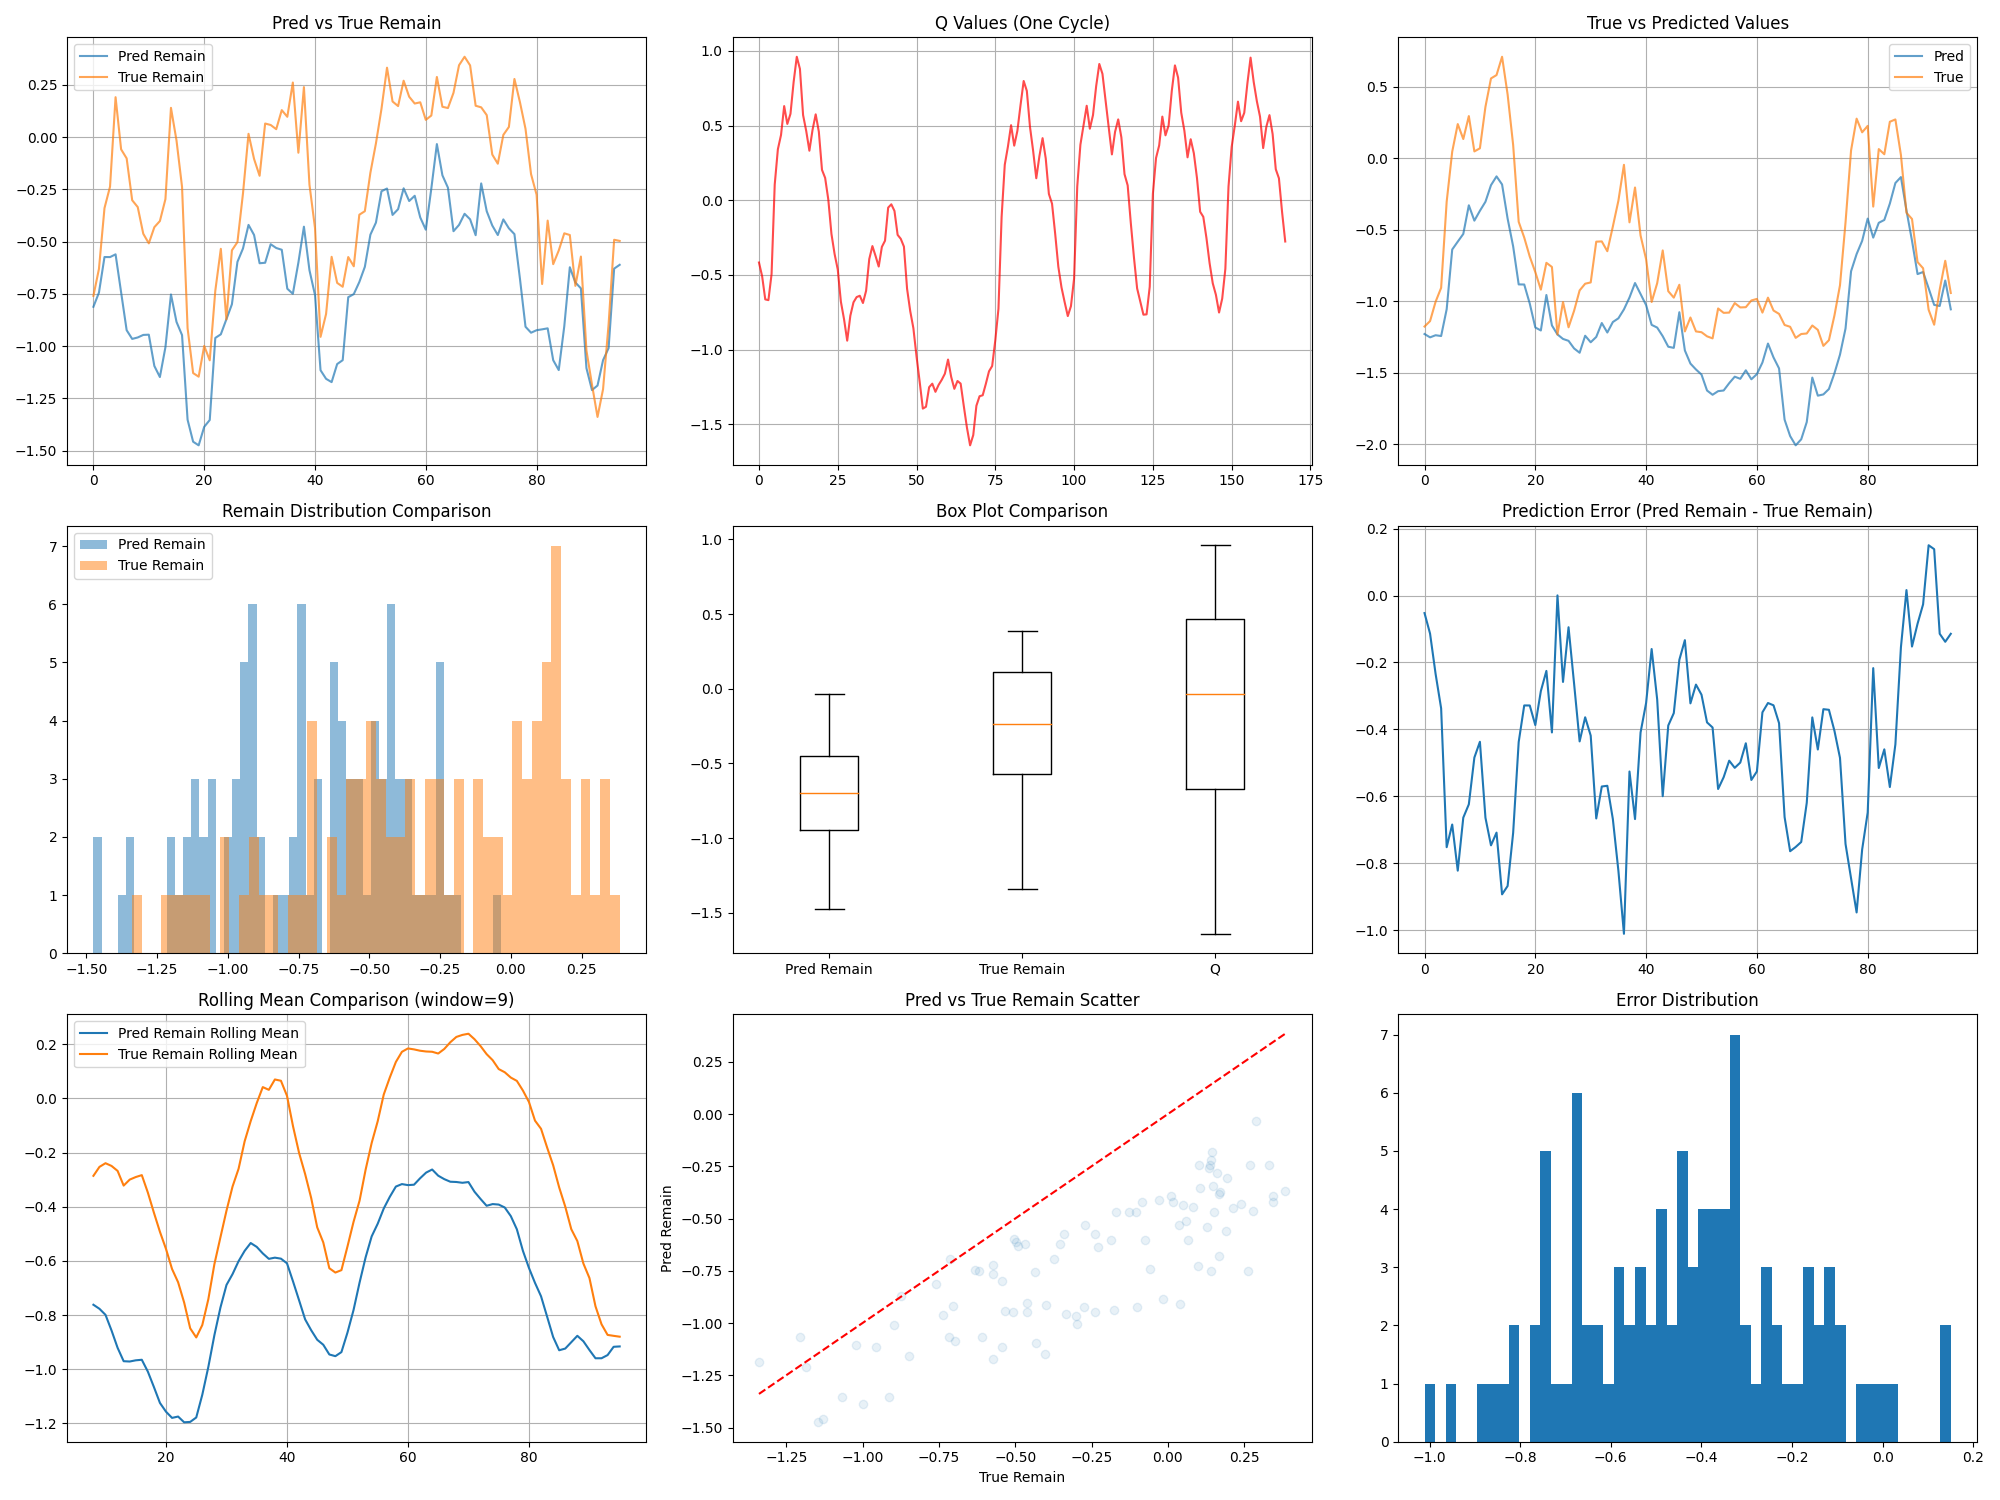 Pred vs True Remain
Pred Remain
True Remain
0.25
0.00
−0.25
−0.50
−0.75
−1.00
−1.25
−1.50
0 20 40 60 80
Q Values (One Cycle)
1.0
0.5
0.0
−0.5
−1.0
−1.5
0 25 50 75 100 125 150 175
True vs Predicted Values
Pred
True
0.5
0.0
−0.5
−1.0
−1.5
−2.0
0 20 40 60 80
Remain Distribution Comparison
Pred Remain
True Remain
7
6
5
4
3
2
1
0
−1.50 −1.25 −1.00 −0.75 −0.50 −0.25 0.00 0.25
Box Plot Comparison
1.0
0.5
0.0
−0.5
−1.0
−1.5
Pred Remain True Remain Q
Prediction Error (Pred Remain - True Remain)
0.2
0.0
−0.2
−0.4
−0.6
−0.8
−1.0
0 20 40 60 80
Rolling Mean Comparison (window=9)
Pred Remain Rolling Mean
True Remain Rolling Mean
0.2
0.0
−0.2
−0.4
−0.6
−0.8
−1.0
−1.2
20 40 60 80
Pred vs True Remain Scatter
Pred Remain
0.25
0.00
−0.25
−0.50
−0.75
−1.00
−1.25
−1.50
−1.25 −1.00 −0.75 −0.50 −0.25 0.00 0.25
True Remain
Error Distribution
7
6
5
4
3
2
1
0
−1.0 −0.8 −0.6 −0.4 −0.2 0.0 0.2